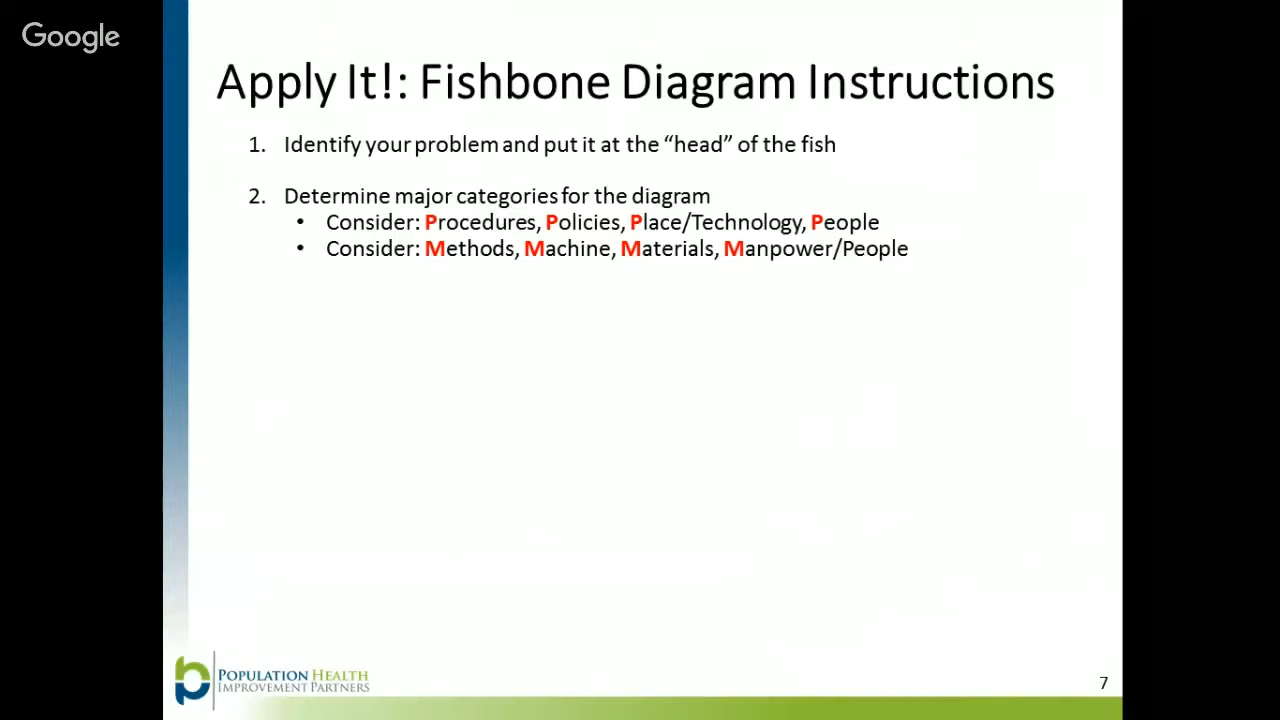 Google
Apply It!: Fishbone Diagram Instructions
1. Identify your problem and put it at the “head” of the fish
2. Determine major categories for the diagram
• Consider: Procedures, Policies, Place/Technology, People
• Consider: Methods, Machine, Materials, Manpower/People
POPULATION HEALTH
IMPROVEMENT PARTNERS
7